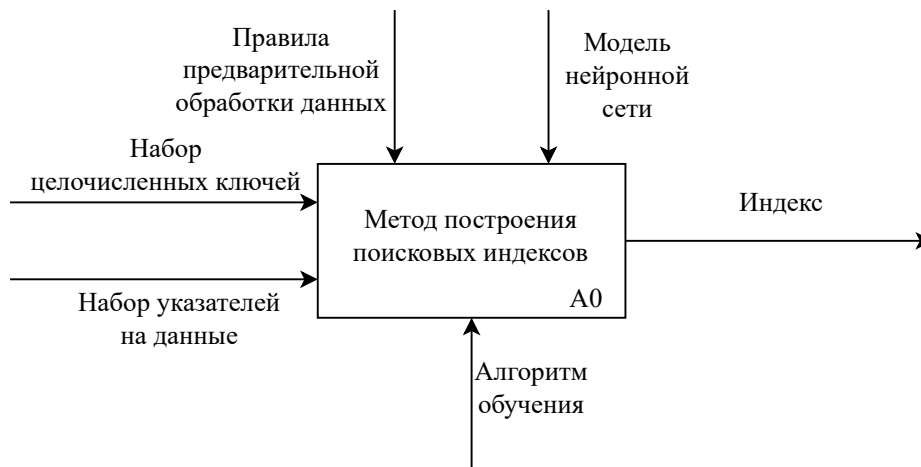 Правила
предварительной
обработки данных
Модель
нейронной
сети
Набор
целочисленных ключей
Метод построения
поисковых индексов
A0
Индекс
Набор указателей
на данные
Алгоритм
обучения